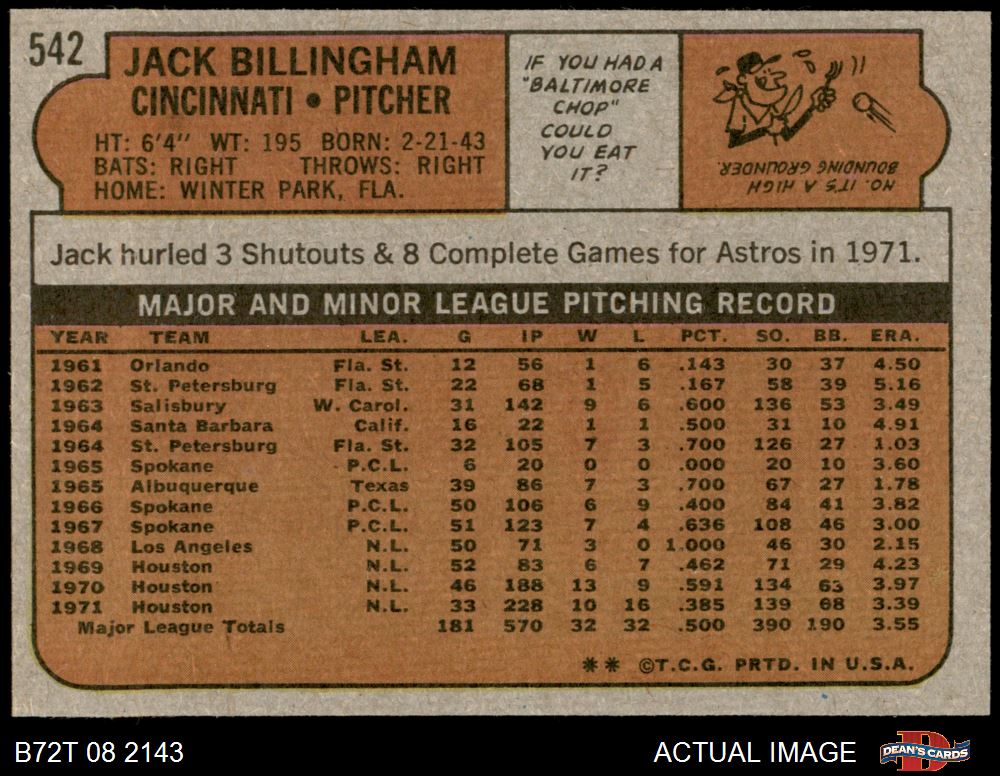 542
JACK BILLINGHAM
CINCINNATI • PITCHER
HT: 6'4" WT: 195 BORN: 2-21-43
BATS: RIGHT THROWS: RIGHT
HOME: WINTER PARK, FLA.
IF YOU HAD A
"BALTIMORE
CHOP"
COULD
YOU EAT
IT?
NO. IT'S A HIGH
BOUNDING GROUNDER.
Jack hurled 3 Shutouts & 8 Complete Games for Astros in 1971.
MAJOR AND MINOR LEAGUE PITCHING RECORD
YEAR TEAM LEA. G IP W L PCT. SO. BB. ERA.
1961 Orlando Fla. St. 12 56 1 6 .143 30 37 4.50
1962 St. Petersburg Fla. St. 22 68 1 5 .167 58 39 5.16
1963 Salisbury W. Carol. 31 142 9 6 .600 136 53 3.49
1964 Santa Barbara Calif. 16 22 1 1 .500 31 10 4.91
1964 St. Petersburg Fla. St. 32 105 7 3 .700 126 27 1.03
1965 Spokane P.C.L. 6 20 0 0 .000 20 10 3.60
1965 Albuquerque Texas 39 86 7 3 .700 67 27 1.78
1966 Spokane P.C.L. 50 106 6 9 .400 84 41 3.82
1967 Spokane P.C.L. 51 123 7 4 .636 108 46 3.00
1968 Los Angeles N.L. 50 71 3 0 1.000 46 30 2.15
1969 Houston N.L. 52 83 6 7 .462 71 29 4.23
1970 Houston N.L. 46 188 13 9 .591 134 63 3.97
1971 Houston N.L. 33 228 10 16 .385 139 68 3.39
Major League Totals 181 570 32 32 .500 390 190 3.55
** ©T.C.G. PRTD. IN U.S.A.
B72T 08 2143
ACTUAL IMAGE
DEAN'S CARDS